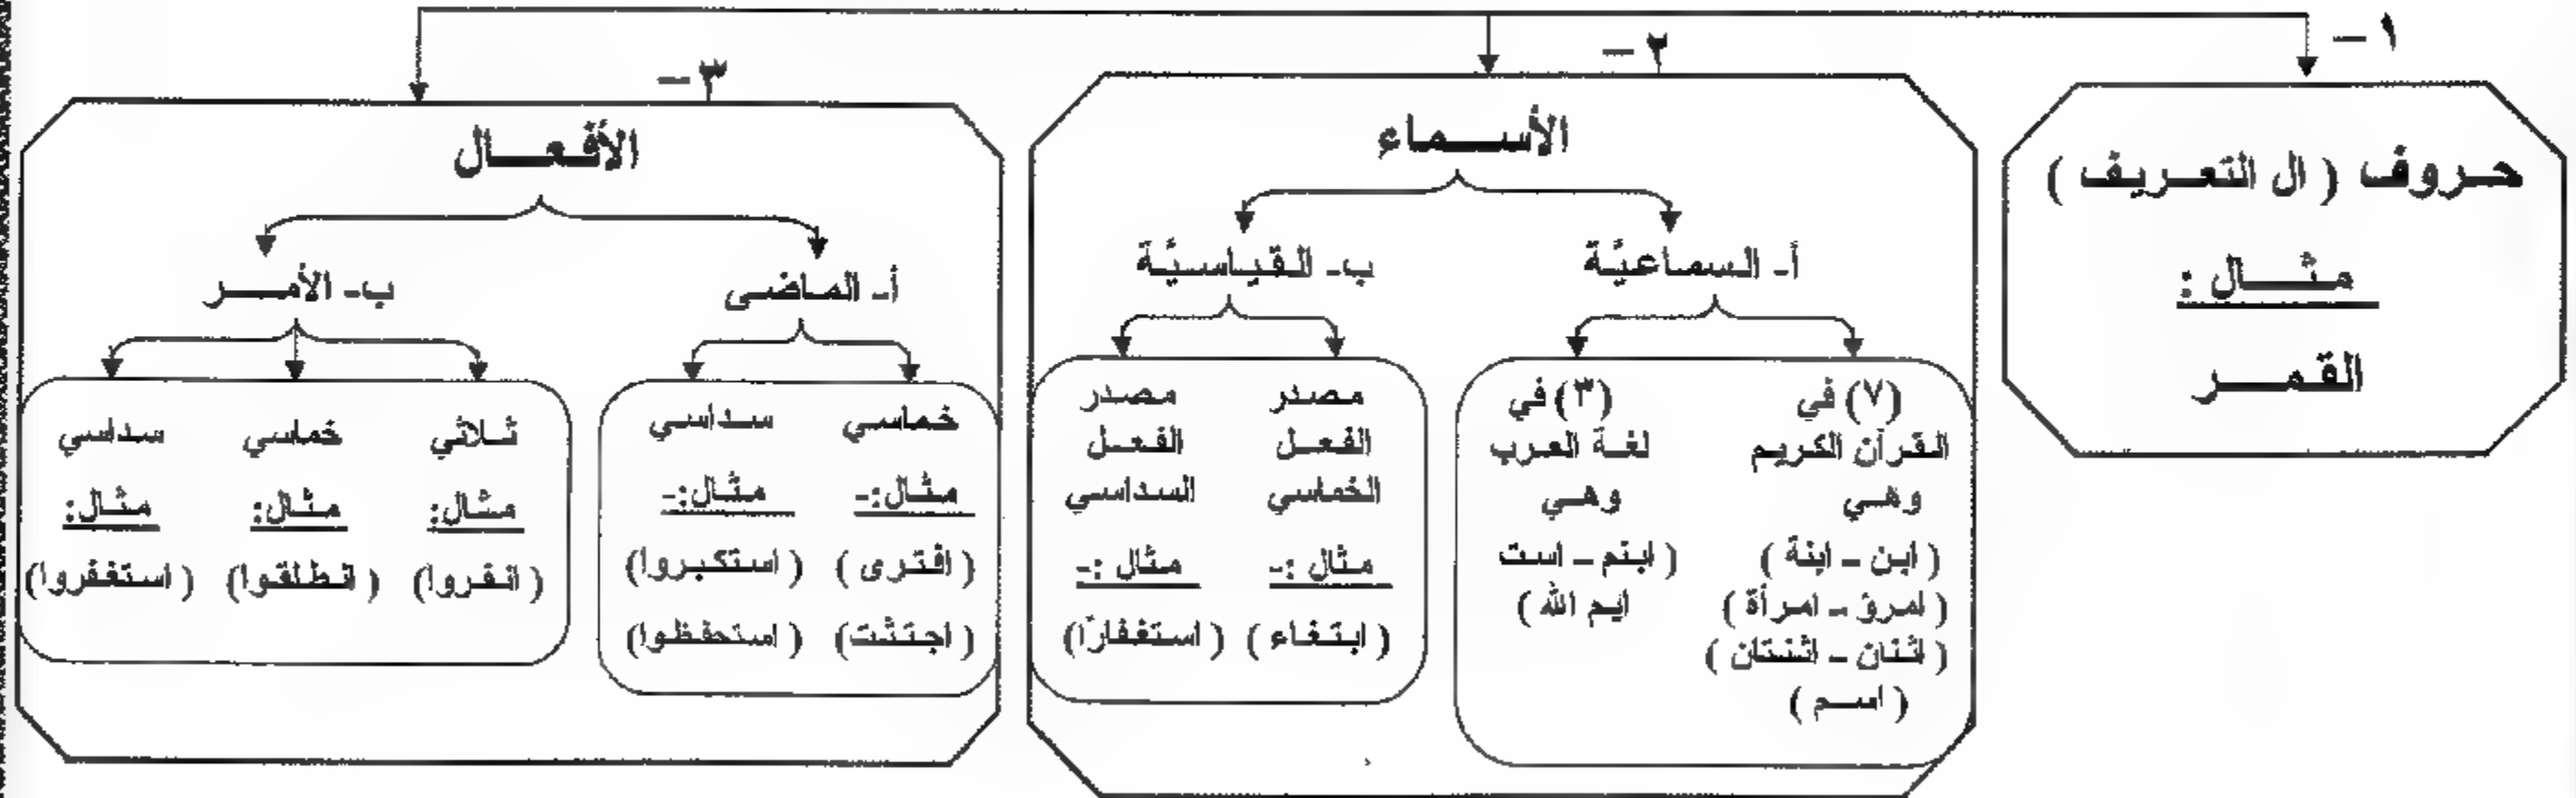 ١ –
حروف ( ال التعريف )
مثال :
القمر
٢ –
الأسماء
أ- السماعيَّة
ب- القياسيَّة
(٧) في
القرآن الكريم
وهي
( ابن – ابنة )
( امرؤ – امرأة )
( اثنان – اثنتان )
( اسم )
(٣) في
لغة العرب
وهي
( ابنم – است
ايم الله )
مصدر
الفعل
الخماسي
مثال :-
( ابتغاء )
مصدر
الفعل
السداسي
مثال :-
( استغفارًا )
٣ –
الأفعال
أ- الماضى
ب- الأمر
خماسي
مثال:-
( افترى )
( اجتثت )
سداسي
مثال:-
( استكبروا )
( استحفظوا )
ثلاثي
مثال:
( انفروا )
خماسي
مثال:
( انطلقوا )
سداسي
مثال:
( استغفروا )